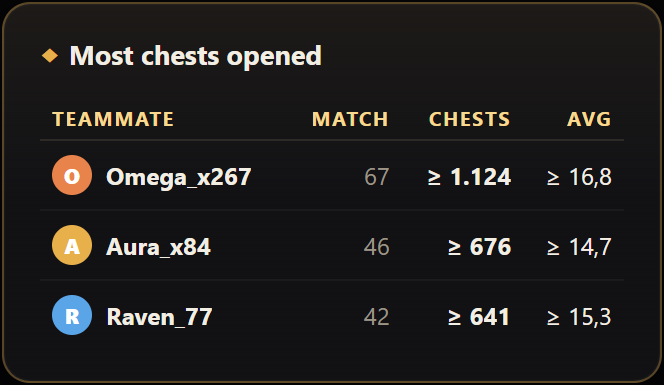 Most chests opened
TEAMMATE MATCH CHESTS AVG
O Omega_x267 67 ≥ 1.124 ≥ 16,8
A Aura_x84 46 ≥ 676 ≥ 14,7
R Raven_77 42 ≥ 641 ≥ 15,3